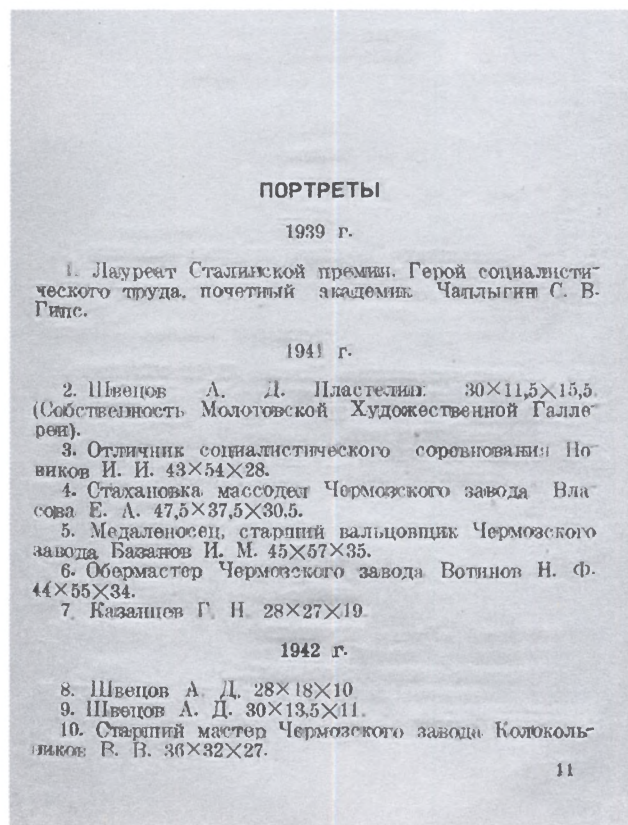 ПОРТРЕТЫ
1939 г.
1. Лауреат Сталинской премии. Герой социалисти-
ческого труда, почетный академик Чаплыгин С. В.
Гипс.
1941 г.
2. Швецов А. Д. Пластелин. 30×11,5×15,5.
(Собственность Молотовской Художественной Галле-
реи).
3. Отличник социалистического соревнования Но-
виков И. И. 43×54×28.
4. Стахановка массодел Чермозского завода Вла-
сова Е. А. 47,5×37,5×30,5.
5. Медаленосец, старший вальцовщик Чермозского
завода Базанов И. М. 45×57×35.
6. Обермастер Чермозского завода Вотинов Н. Ф.
44×55×34.
7. Казанцев Г. Н. 28×27×19.
1942 г.
8. Швецов А. Д. 28×18×10
9. Швецов А. Д. 30×13,5×11.
10. Старший мастер Чермозского завода Колоколь-
ников В. В. 36×32×27.
11